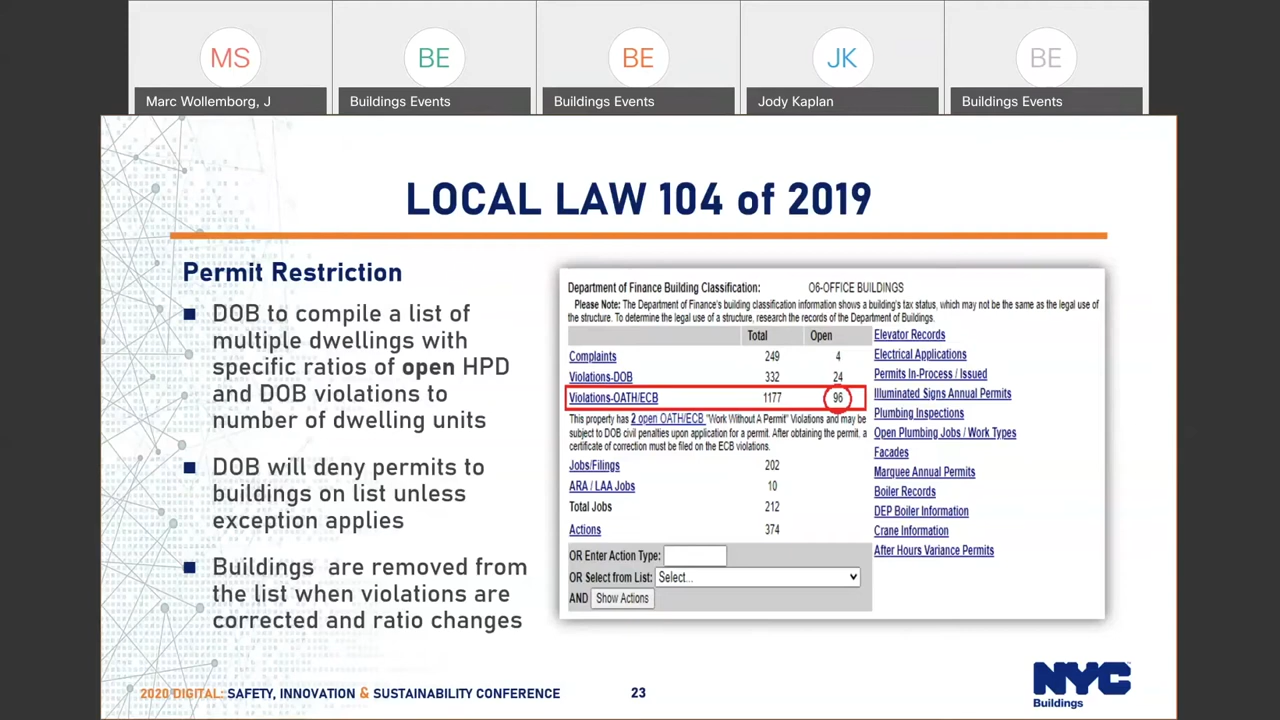 MS
BE
BE
JK
BE
Marc Wollemborg, J
Buildings Events
Buildings Events
Jody Kaplan
Buildings Events
LOCAL LAW 104 of 2019
Permit Restriction
DOB to compile a list of
multiple dwellings with
specific ratios of open HPD
and DOB violations to
number of dwelling units
DOB will deny permits to
buildings on list unless
exception applies
Buildings are removed from
the list when violations are
corrected and ratio changes
Department of Finance Building Classification: O6-OFFICE BUILDINGS
Please Note: The Department of Finance's building classification information shows a building's tax status, which may not be the same as the legal use of
the structure. To determine the legal use of a structure, research the records of the Department of Buildings.
Total Open
Complaints 249 4
Violations-DOB 332 24
Violations-OATH/ECB 1177 96
This property has 2 open OATH/ECB "Work Without A Permit" Violations and may be
subject to DOB civil penalties upon application for a permit. After obtaining the permit, a
certificate of correction must be filed on the ECB violations.
Jobs/Filings 202
ARA / LAA Jobs 10
Total Jobs 212
Actions 374
OR Enter Action Type:
OR Select from List: Select...
AND Show Actions
Elevator Records
Electrical Applications
Permits In-Process / Issued
Illuminated Signs Annual Permits
Plumbing Inspections
Open Plumbing Jobs / Work Types
Facades
Marquee Annual Permits
Boiler Records
DEP Boiler Information
Crane Information
After Hours Variance Permits
2020 DIGITAL: SAFETY, INNOVATION & SUSTAINABILITY CONFERENCE
23
NYC
Buildings